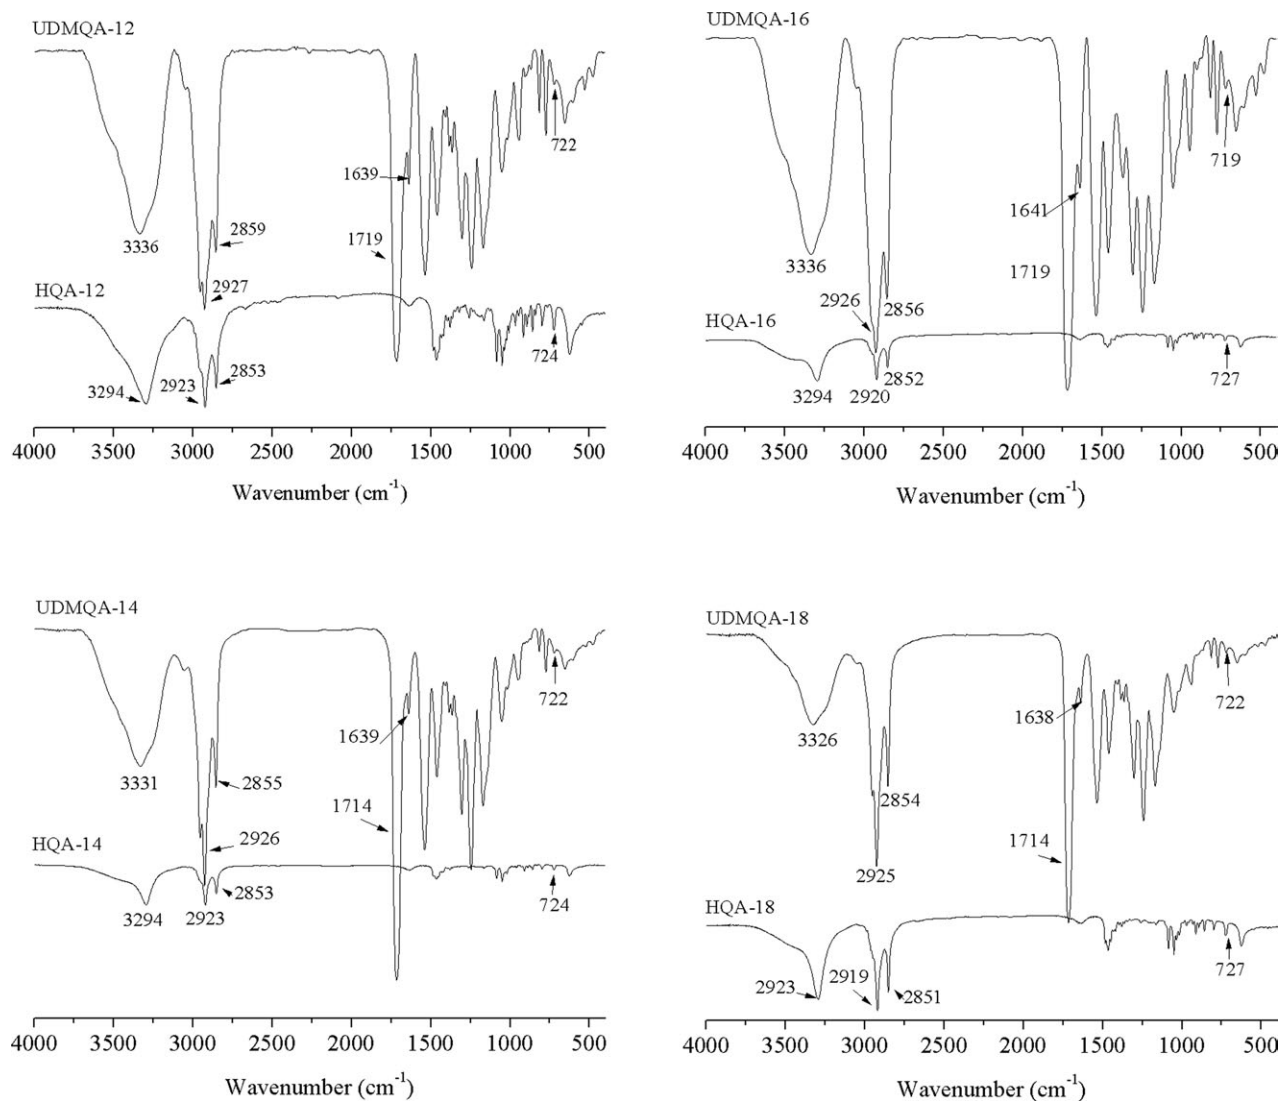 UDMQA-12
1639
722
3336
2859
1719
HQA-12
2927
3294
2923
2853
724
4000 3500 3000 2500 2000 1500 1000 500
Wavenumber (cm⁻¹)
UDMQA-16
719
1641
3336
1719
2926
2856
HQA-16
3294
2920
2852
727
4000 3500 3000 2500 2000 1500 1000 500
Wavenumber (cm⁻¹)
UDMQA-14
722
1639
3331
2855
1714
2926
HQA-14
3294
2923
2853
724
4000 3500 3000 2500 2000 1500 1000 500
Wavenumber (cm⁻¹)
UDMQA-18
1638
722
3326
2854
1714
2925
HQA-18
2923
2919
2851
727
4000 3500 3000 2500 2000 1500 1000 500
Wavenumber (cm⁻¹)